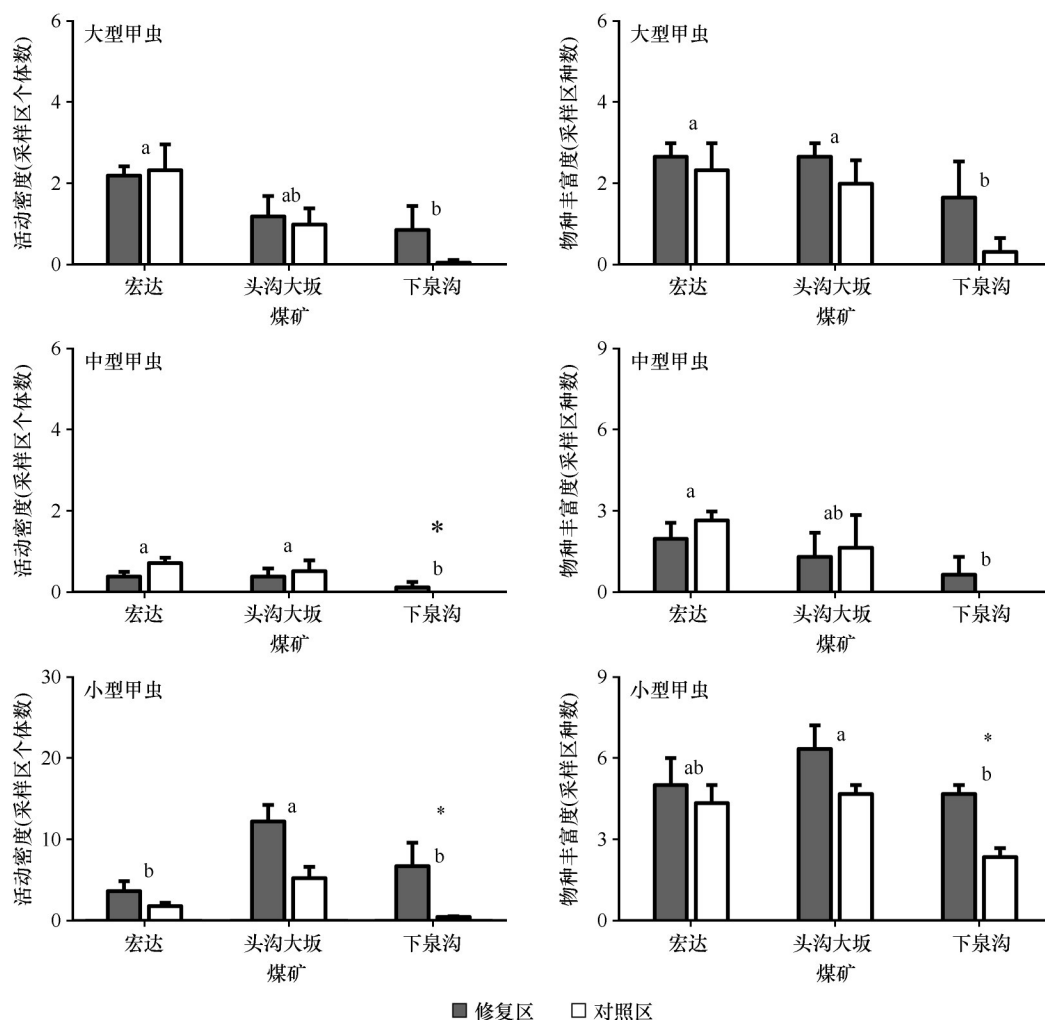 大型甲虫
活动密度(采样区个体数)
6
4
2
0
a
ab
b
宏达 头沟大坂 下泉沟
煤矿
大型甲虫
物种丰富度(采样区种数)
6
4
2
0
a
a
b
宏达 头沟大坂 下泉沟
煤矿
中型甲虫
活动密度(采样区个体数)
6
4
2
0
a
a
*
b
宏达 头沟大坂 下泉沟
煤矿
中型甲虫
物种丰富度(采样区种数)
9
6
3
0
a
ab
b
宏达 头沟大坂 下泉沟
煤矿
小型甲虫
活动密度(采样区个体数)
30
20
10
0
b
a
*
b
宏达 头沟大坂 下泉沟
煤矿
小型甲虫
物种丰富度(采样区种数)
9
6
3
0
ab
a
*
b
宏达 头沟大坂 下泉沟
煤矿
修复区 对照区